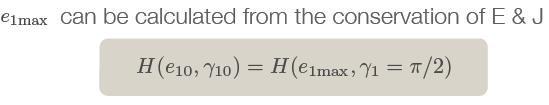 e₁max can be calculated from the conservation of E & J
H(e₁₀, γ₁₀) = H(e₁max, γ₁ = π/2)